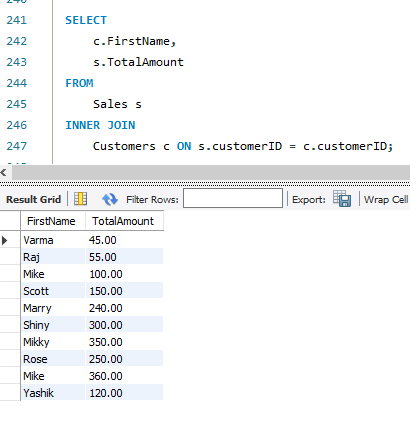 241 SELECT
242 c.FirstName,
243 s.TotalAmount
244 FROM
245 Sales s
246 INNER JOIN
247 Customers c ON s.customerID = c.customerID;
Result Grid Filter Rows: Export: Wrap Cell
FirstName TotalAmount
Varma 45.00
Raj 55.00
Mike 100.00
Scott 150.00
Marry 240.00
Shiny 300.00
Mikky 350.00
Rose 250.00
Mike 360.00
Yashik 120.00